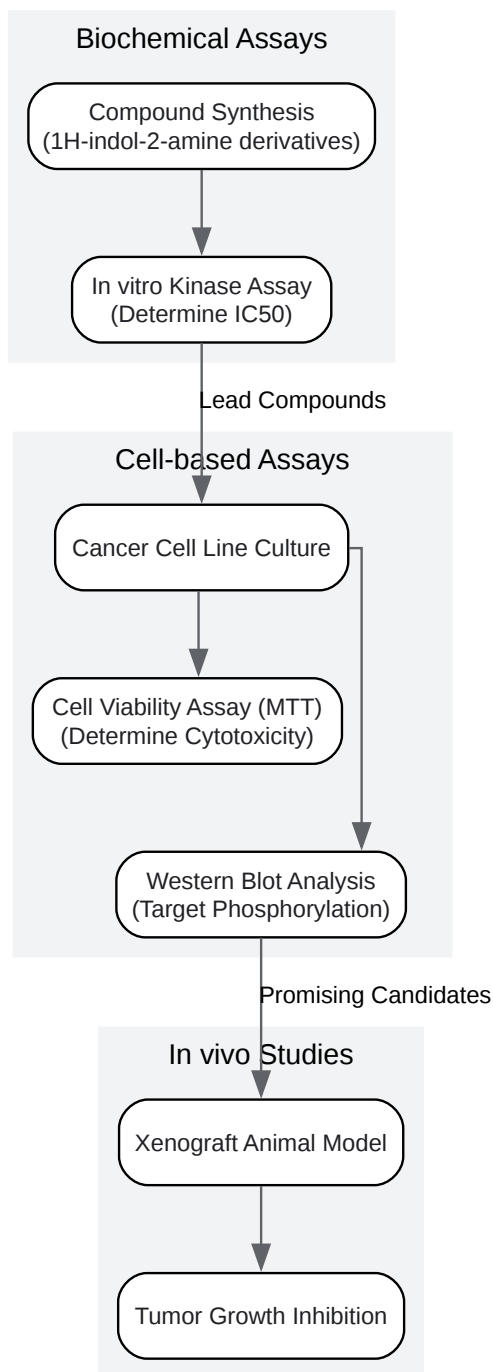 Biochemical Assays
Compound Synthesis
(1H-indol-2-amine derivatives)
In vitro Kinase Assay
(Determine IC50)
Lead Compounds
Cell-based Assays
Cancer Cell Line Culture
Cell Viability Assay (MTT)
(Determine Cytotoxicity)
Western Blot Analysis
(Target Phosphorylation)
Promising Candidates
In vivo Studies
Xenograft Animal Model
Tumor Growth Inhibition